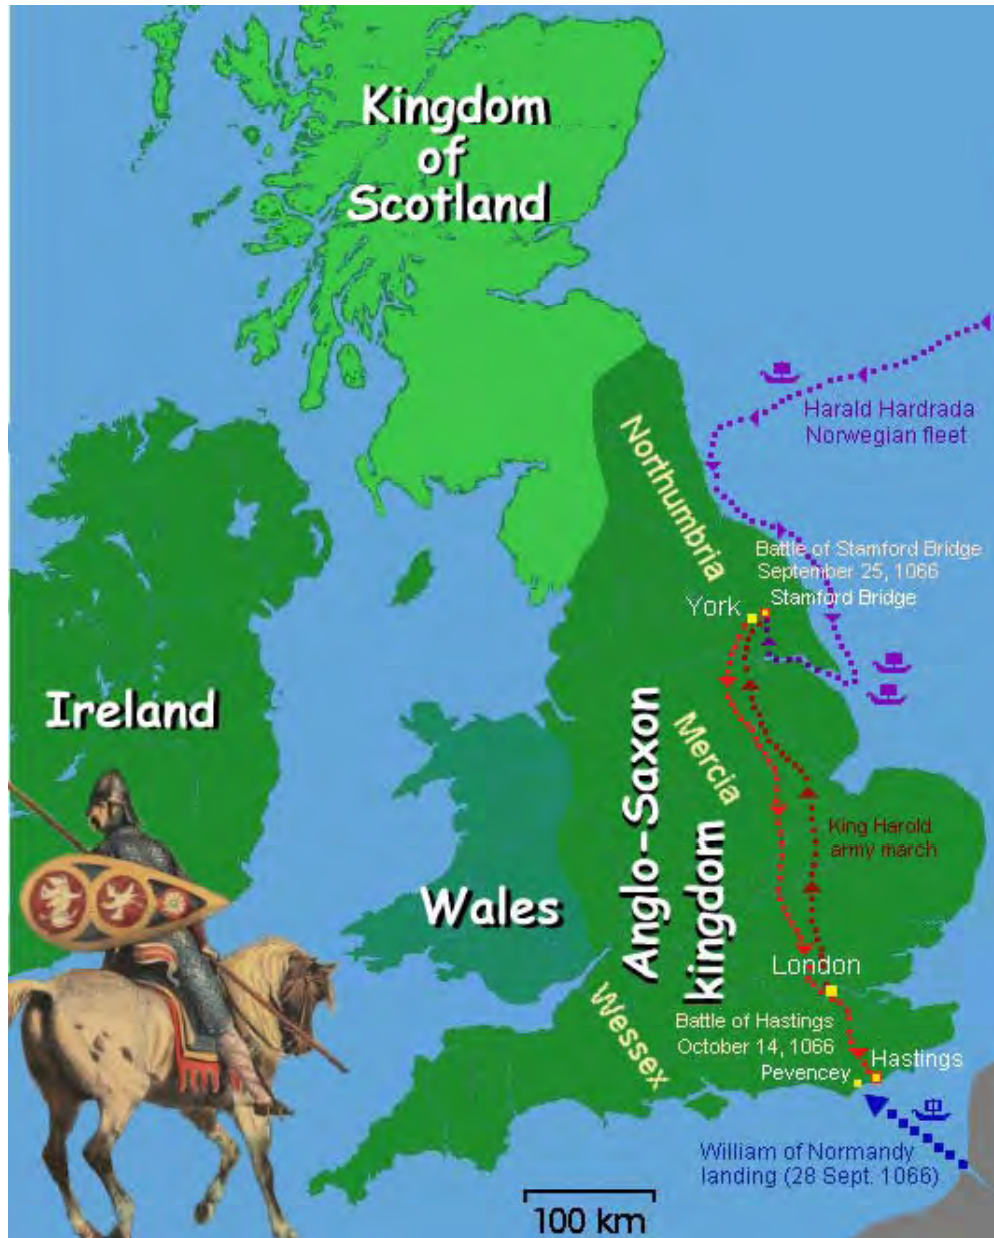 Kingdom
of
Scotland
Harald Hardrada
Norwegian fleet
Northumbria
Battle of Stamford Bridge
September 25, 1066
Stamford Bridge
York
Ireland
Mercia
Anglo-Saxon
kingdom
King Harold
army march
Wales
London
Wessex
Battle of Hastings
October 14, 1066
Hastings
Pevencey
William of Normandy
landing (28 Sept. 1066)
100 km